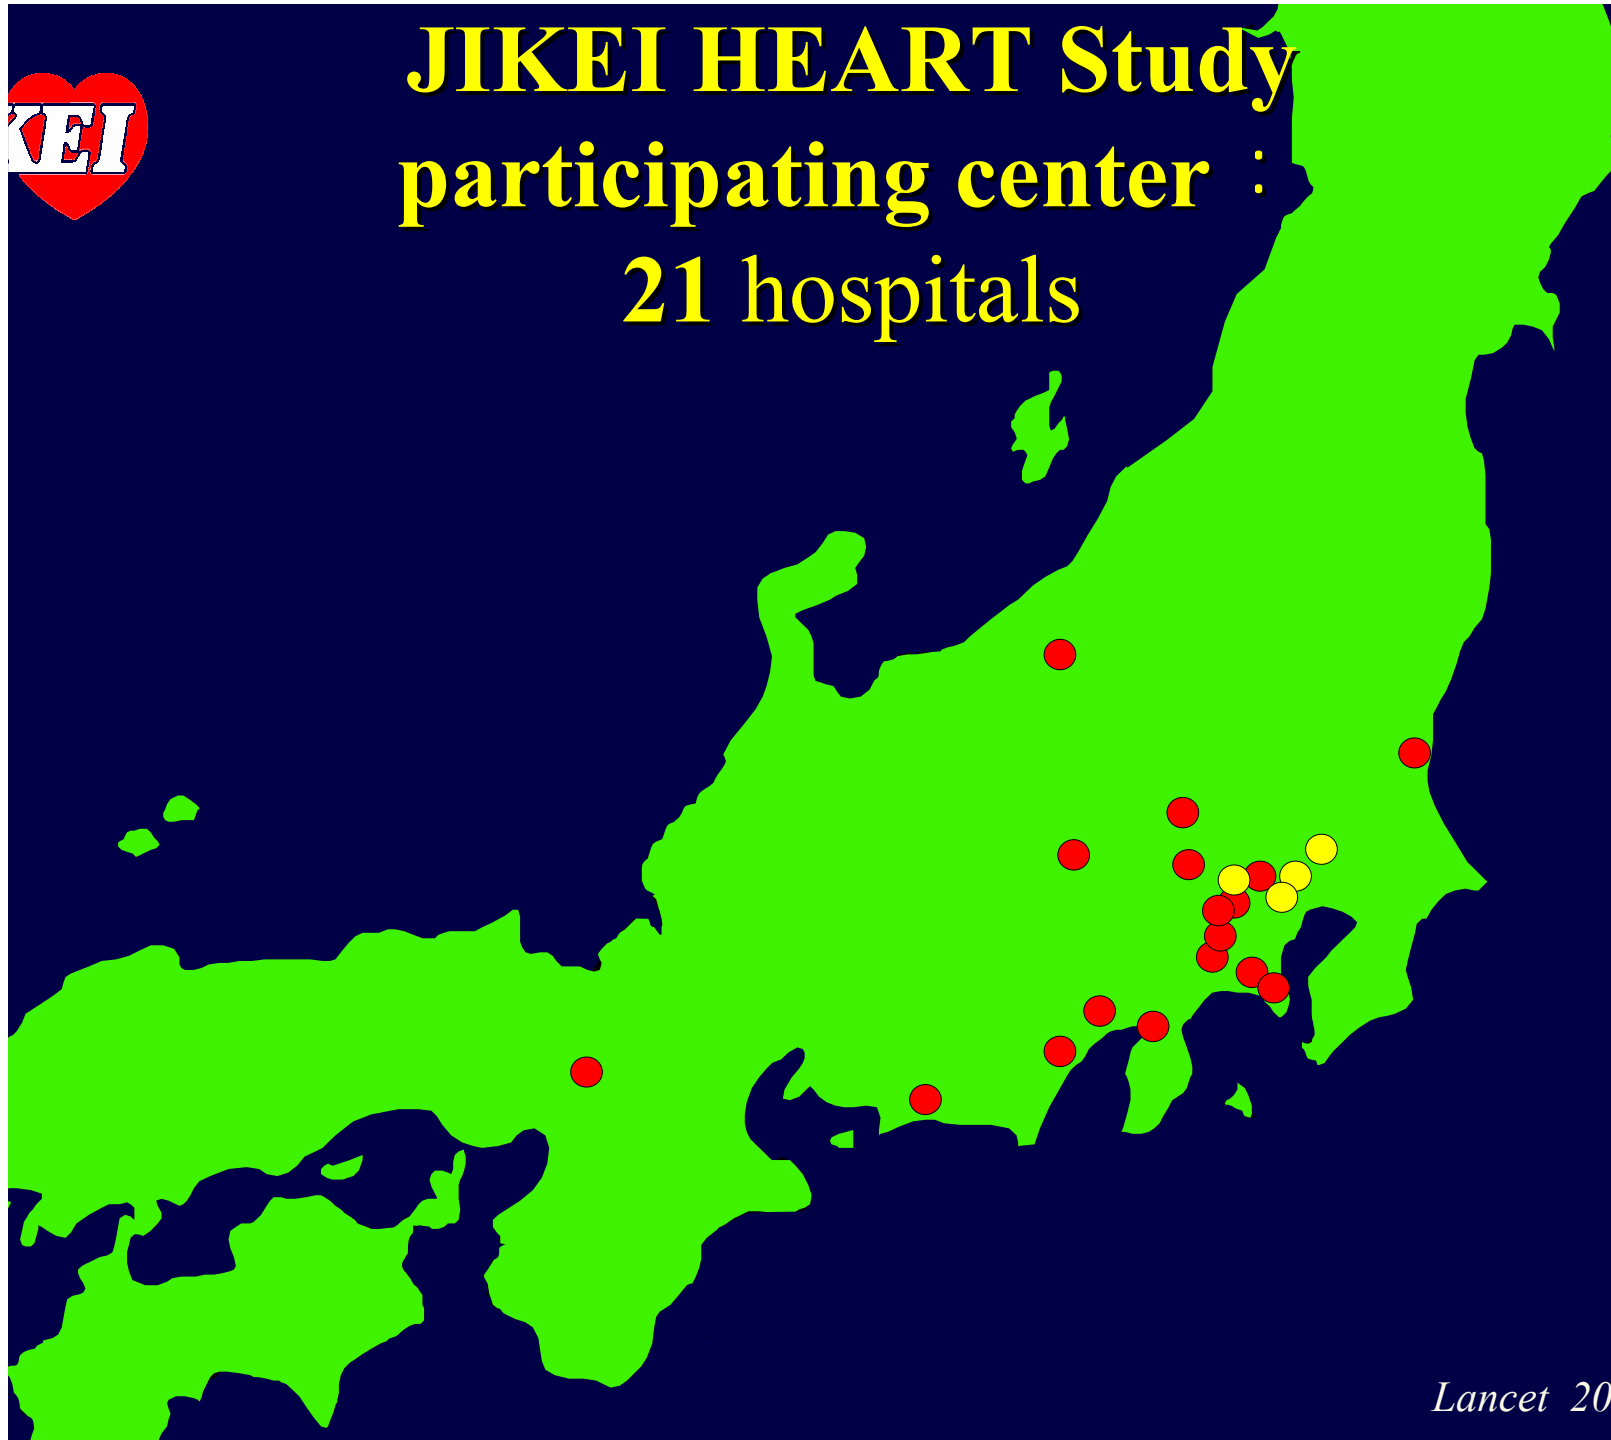 JIKEI HEART Study
KEI
participating center：
21 hospitals
Lancet 20